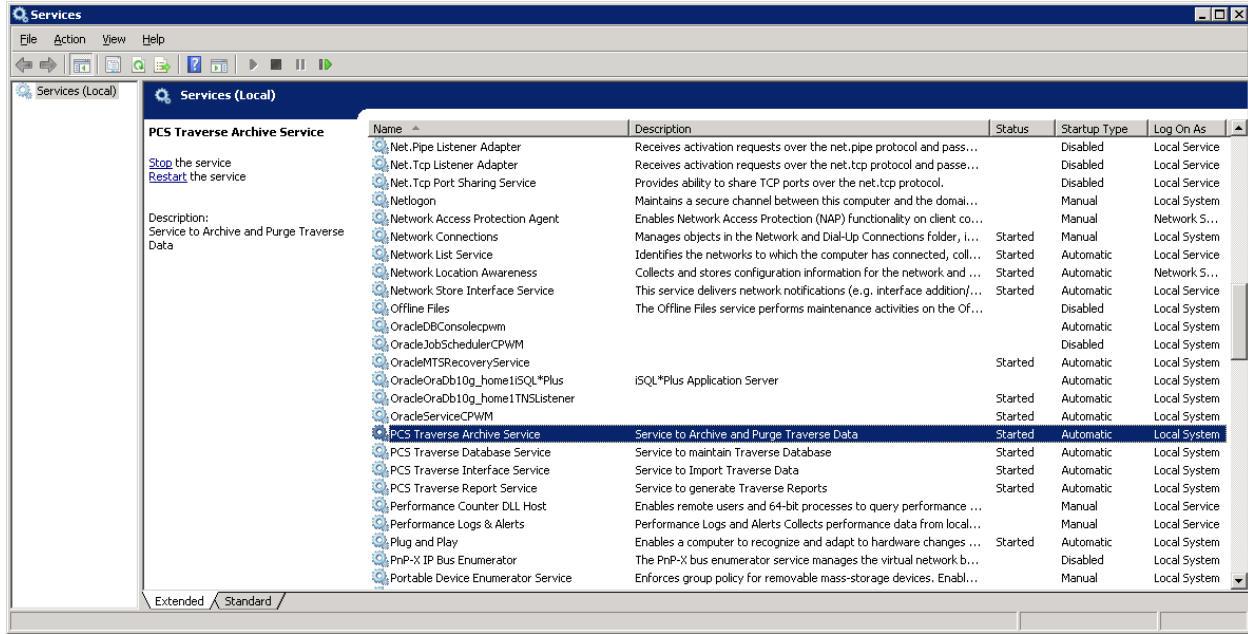 Services
File Action View Help
Services (Local)
Services (Local)
PCS Traverse Archive Service
Stop the service
Restart the service
Description:
Service to Archive and Purge Traverse
Data
Name Description Status Startup Type Log On As
Net.Pipe Listener Adapter Receives activation requests over the net.pipe protocol and pass... Disabled Local Service
Net.Tcp Listener Adapter Receives activation requests over the net.tcp protocol and passe... Disabled Local Service
Net.Tcp Port Sharing Service Provides ability to share TCP ports over the net.tcp protocol. Disabled Local Service
Netlogon Maintains a secure channel between this computer and the domai... Manual Local System
Network Access Protection Agent Enables Network Access Protection (NAP) functionality on client co... Manual Network S...
Network Connections Manages objects in the Network and Dial-Up Connections folder, i... Started Manual Local System
Network List Service Identifies the networks to which the computer has connected, coll... Started Automatic Local Service
Network Location Awareness Collects and stores configuration information for the network and ... Started Automatic Network S...
Network Store Interface Service This service delivers network notifications (e.g. interface addition/... Started Automatic Local Service
Offline Files The Offline Files service performs maintenance activities on the Of... Disabled Local System
OracleDBConsolecpwm Automatic Local System
OracleJobSchedulerCPWM Disabled Local System
OracleMTSRecoveryService Started Automatic Local System
OracleOraDb10g_home1iSQL*Plus iSQL*Plus Application Server Automatic Local System
OracleOraDb10g_home1TNSListener Started Automatic Local System
OracleServiceCPWM Started Automatic Local System
PCS Traverse Archive Service Service to Archive and Purge Traverse Data Started Automatic Local System
PCS Traverse Database Service Service to maintain Traverse Database Started Automatic Local System
PCS Traverse Interface Service Service to Import Traverse Data Started Automatic Local System
PCS Traverse Report Service Service to generate Traverse Reports Started Automatic Local System
Performance Counter DLL Host Enables remote users and 64-bit processes to query performance ... Manual Local Service
Performance Logs & Alerts Performance Logs and Alerts Collects performance data from local... Manual Local Service
Plug and Play Enables a computer to recognize and adapt to hardware changes ... Started Automatic Local System
PnP-X IP Bus Enumerator The PnP-X bus enumerator service manages the virtual network b... Disabled Local System
Portable Device Enumerator Service Enforces group policy for removable mass-storage devices. Enabl... Manual Local System
Extended Standard